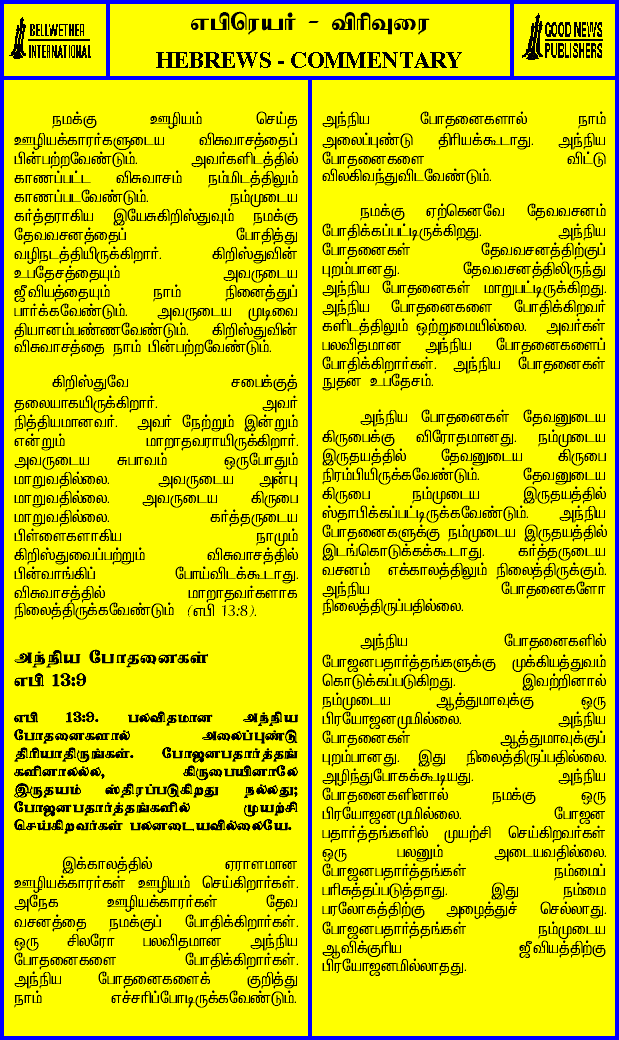 BELLWETHER
INTERNATIONAL
எபிரெயர் - விரிவுரை
HEBREWS - COMMENTARY
GOOD NEWS
PUBLISHERS
நமக்கு ஊழியம் செய்த
ஊழியக்காரர்களுடைய விசுவாசத்தைப்
பின்பற்றவேண்டும். அவர்களிடத்தில்
காணப்பட்ட விசுவாசம் நம்மிடத்திலும்
காணப்படவேண்டும். நம்முடைய
கர்த்தராகிய இயேசுகிறிஸ்துவும் நமக்கு
தேவவசனத்தைப் போதித்து
வழிநடத்தியிருக்கிறார். கிறிஸ்துவின்
உபதேசத்தையும் அவருடைய
ஜீவியத்தையும் நாம் நினைத்துப்
பார்க்கவேண்டும். அவருடைய முடிவை
தியானம்பண்ணவேண்டும். கிறிஸ்துவின்
விசுவாசத்தை நாம் பின்பற்றவேண்டும்.
கிறிஸ்துவே சபைக்குத்
தலையாகயிருக்கிறார். அவர்
நித்தியமானவர். அவர் நேற்றும் இன்றும்
என்றும் மாறாதவராயிருக்கிறார்.
அவருடைய சுபாவம் ஒருபோதும்
மாறுவதில்லை. அவருடைய அன்பு
மாறுவதில்லை. அவருடைய கிருபை
மாறுவதில்லை. கர்த்தருடைய
பிள்ளைகளாகிய நாமும்
கிறிஸ்துவைப்பற்றும் விசுவாசத்தில்
பின்வாங்கிப் போய்விடக்கூடாது.
விசுவாசத்தில் மாறாதவர்களாக
நிலைத்திருக்கவேண்டும் (எபி 13:8).
அந்நிய போதனைகள்
எபி 13:9
எபி 13:9. பலவிதமான அந்நிய
போதனைகளால் அலைப்புண்டு
திரியாதிருங்கள். போஜனபதார்த்தங்
களினாலல்ல, கிருபையினாலே
இருதயம் ஸ்திரப்படுகிறது நல்லது;
போஜனபதார்த்தங்களில் முயற்சி
செய்கிறவர்கள் பலனடையவில்லையே.
இக்காலத்தில் ஏராளமான
ஊழியக்காரர்கள் ஊழியம் செய்கிறார்கள்.
அநேக ஊழியக்காரர்கள் தேவ
வசனத்தை நமக்குப் போதிக்கிறார்கள்.
ஒரு சிலரோ பலவிதமான அந்நிய
போதனைகளை போதிக்கிறார்கள்.
அந்நிய போதனைகளைக் குறித்து
நாம் எச்சரிப்போடிருக்கவேண்டும்.
அந்நிய போதனைகளால் நாம்
அலைப்புண்டு திரியக்கூடாது. அந்நிய
போதனைகளை விட்டு
விலகிவந்துவிடவேண்டும்.
நமக்கு ஏற்கெனவே தேவவசனம்
போதிக்கப்பட்டிருக்கிறது. அந்நிய
போதனைகள் தேவவசனத்திற்குப்
புறம்பானது. தேவவசனத்திலிருந்து
அந்நிய போதனைகள் மாறுபட்டிருக்கிறது.
அந்நிய போதனைகளை போதிக்கிறவர்
களிடத்திலும் ஒற்றுமையில்லை. அவர்கள்
பலவிதமான அந்நிய போதனைகளைப்
போதிக்கிறார்கள். அந்நிய போதனைகள்
நுதன உபதேசம்.
அந்நிய போதனைகள் தேவனுடைய
கிருபைக்கு விரோதமானது. நம்முடைய
இருதயத்தில் தேவனுடைய கிருபை
நிரம்பியிருக்கவேண்டும். தேவனுடைய
கிருபை நம்முடைய இருதயத்தில்
ஸ்தாபிக்கப்பட்டிருக்கவேண்டும். அந்நிய
போதனைகளுக்கு நம்முடைய இருதயத்தில்
இடங்கொடுக்கக்கூடாது. கர்த்தருடைய
வசனம் எக்காலத்திலும் நிலைத்திருக்கும்.
அந்நிய போதனைகளோ
நிலைத்திருப்பதில்லை.
அந்நிய போதனைகளில்
போஜனபதார்த்தங்களுக்கு முக்கியத்துவம்
கொடுக்கப்படுகிறது. இவற்றினால்
நம்முடைய ஆத்துமாவுக்கு ஒரு
பிரயோஜனமுமில்லை. அந்நிய
போதனைகள் ஆத்துமாவுக்குப்
புறம்பானது. இது நிலைத்திருப்பதில்லை.
அழிந்துபோகக்கூடியது. அந்நிய
போதனைகளினால் நமக்கு ஒரு
பிரயோஜனமுமில்லை. போஜன
பதார்த்தங்களில் முயற்சி செய்கிறவர்கள்
ஒரு பலனும் அடையவதில்லை.
போஜனபதார்த்தங்கள் நம்மைப்
பரிசுத்தப்படுத்தாது. இது நம்மை
பரலோகத்திற்கு அழைத்துச் செல்லாது.
போஜனபதார்த்தங்கள் நம்முடைய
ஆவிக்குரிய ஜீவியத்திற்கு
பிரயோஜனமில்லாதது.